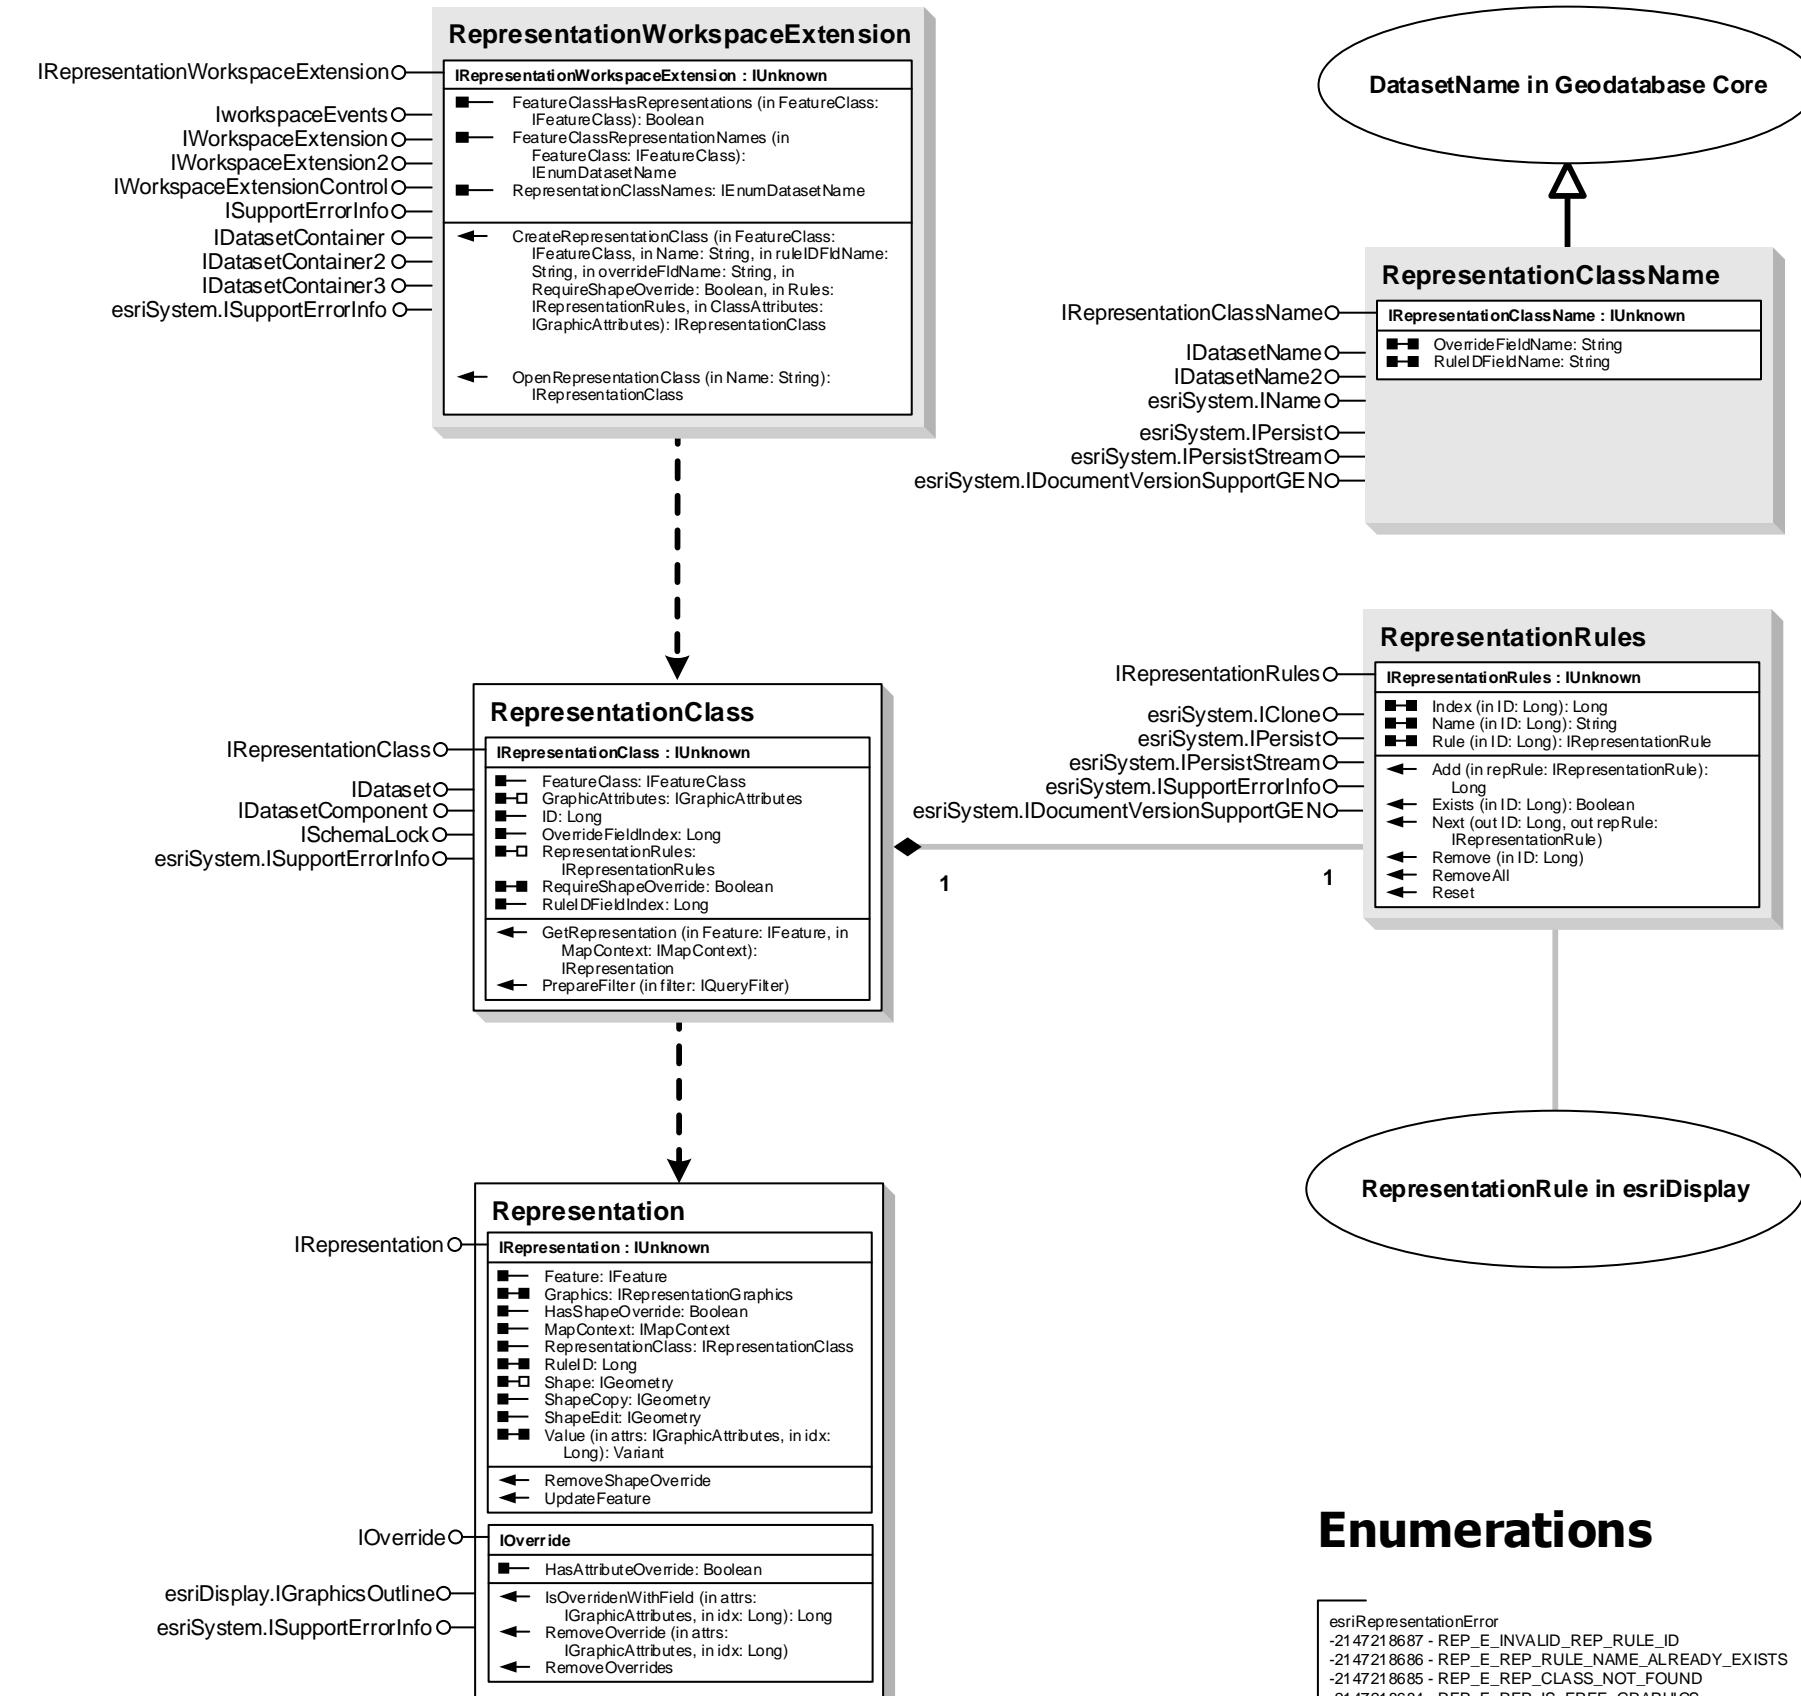 RepresentationWorkspaceExtension
IRepresentationWorkspaceExtension
IworkspaceEvents
IWorkspaceExtension
IWorkspaceExtension2
IWorkspaceExtensionControl
ISupportErrorInfo
IDatasetContainer
IDatasetContainer2
IDatasetContainer3
esriSystem.ISupportErrorInfo
IRepresentationWorkspaceExtension : IUnknown
FeatureClassHasRepresentations (in FeatureClass:
IFeatureClass): Boolean
FeatureClassRepresentationNames (in
FeatureClass: IFeatureClass):
IEnumDatasetName
RepresentationClassNames: IEnumDatasetName
CreateRepresentationClass (in FeatureClass:
IFeatureClass, in Name: String, in ruleIDFldName:
String, in overrideFldName: String, in
RequireShapeOverride: Boolean, in Rules:
IRepresentationRules, in ClassAttributes:
IGraphicAttributes): IRepresentationClass
OpenRepresentationClass (in Name: String):
IRepresentationClass
DatasetName in Geodatabase Core
RepresentationClassName
IRepresentationClassName
IDatasetName
IDatasetName2
esriSystem.IName
esriSystem.IPersist
esriSystem.IPersistStream
esriSystem.IDocumentVersionSupportGEN
IRepresentationClassName : IUnknown
OverrideFieldName: String
RuleIDFieldName: String
RepresentationClass
IRepresentationClass
IDataset
IDatasetComponent
ISchemaLock
esriSystem.ISupportErrorInfo
IRepresentationClass : IUnknown
FeatureClass: IFeatureClass
GraphicAttributes: IGraphicAttributes
ID: Long
OverrideFieldIndex: Long
RepresentationRules:
IRepresentationRules
RequireShapeOverride: Boolean
RuleIDFieldIndex: Long
GetRepresentation (in Feature: IFeature, in
MapContext: IMapContext):
IRepresentation
PrepareFilter (in filter: IQueryFilter)
1
1
RepresentationRules
IRepresentationRules
esriSystem.IClone
esriSystem.IPersist
esriSystem.IPersistStream
esriSystem.ISupportErrorInfo
esriSystem.IDocumentVersionSupportGEN
IRepresentationRules : IUnknown
Index (in ID: Long): Long
Name (in ID: Long): String
Rule (in ID: Long): IRepresentationRule
Add (in repRule: IRepresentationRule):
Long
Exists (in ID: Long): Boolean
Next (out ID: Long, out repRule:
IRepresentationRule)
Remove (in ID: Long)
RemoveAll
Reset
RepresentationRule in esriDisplay
Representation
IRepresentation
IRepresentation : IUnknown
Feature: IFeature
Graphics: IRepresentationGraphics
HasShapeOverride: Boolean
MapContext: IMapContext
RepresentationClass: IRepresentationClass
RuleID: Long
Shape: IGeometry
ShapeCopy: IGeometry
ShapeEdit: IGeometry
Value (in attrs: IGraphicAttributes, in idx:
Long): Variant
RemoveShapeOverride
UpdateFeature
IOverride
esriDisplay.IGraphicsOutline
esriSystem.ISupportErrorInfo
IOverride
HasAttributeOverride: Boolean
IsOverridenWithField (in attrs:
IGraphicAttributes, in idx: Long): Long
RemoveOverride (in attrs:
IGraphicAttributes, in idx: Long)
RemoveOverrides
Enumerations
esriRepresentationError
-2147218687 - REP_E_INVALID_REP_RULE_ID
-2147218686 - REP_E_REP_RULE_NAME_ALREADY_EXISTS
-2147218685 - REP_E_REP_CLASS_NOT_FOUND
-2147218684 - REP_E_REP_IS_FREE_GRAPHICS